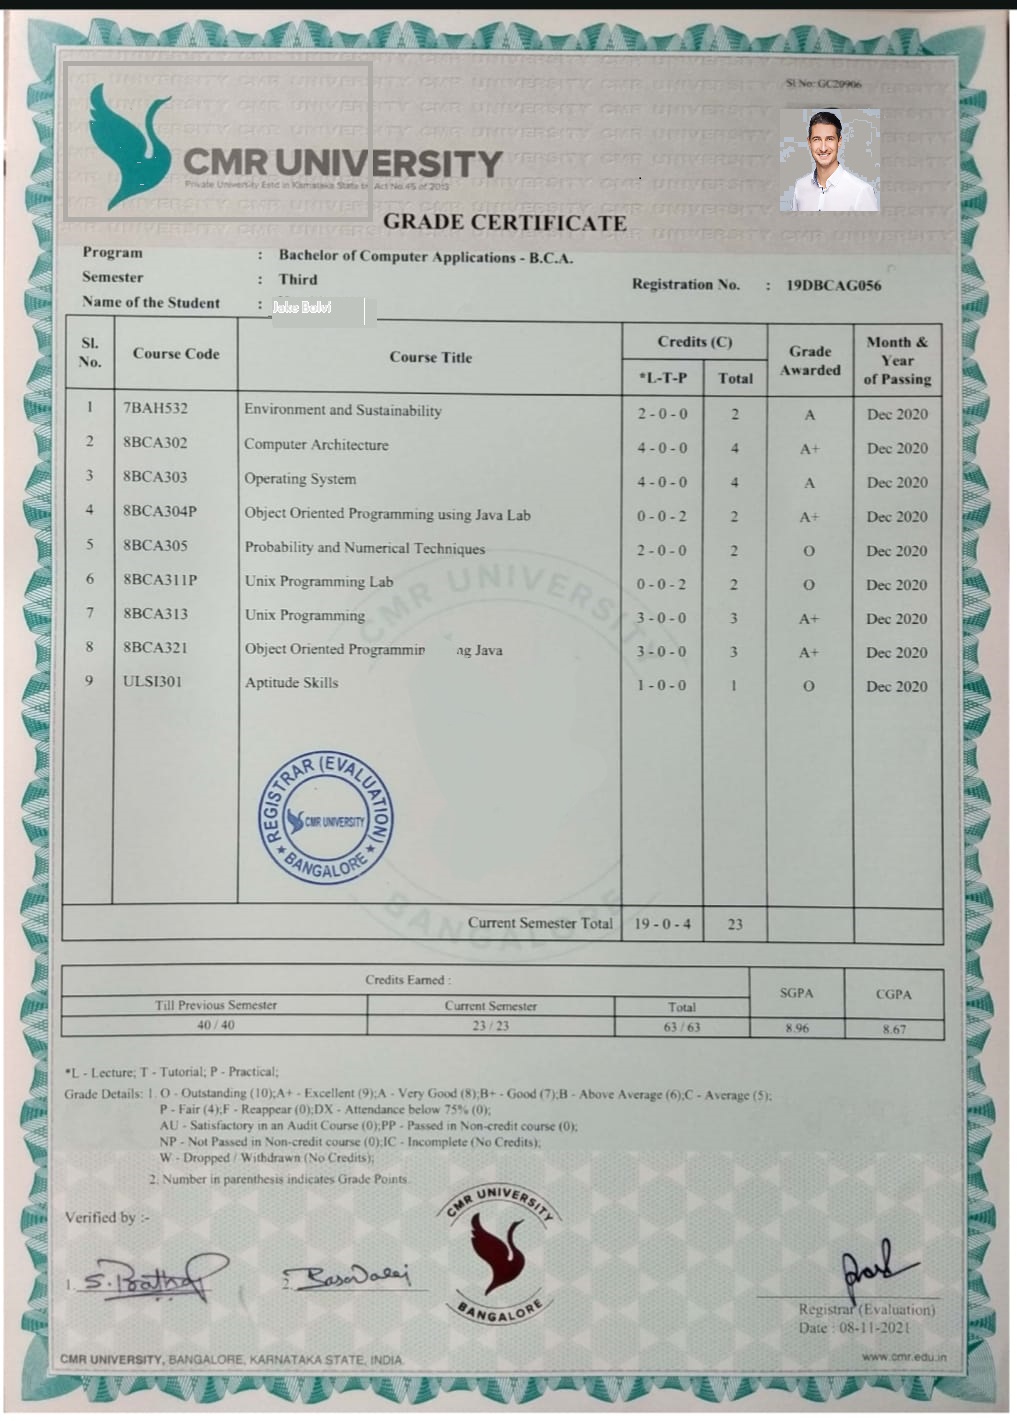 Sl No: GC20906
CMR UNIVERSITY
Private University Estd in Karnataka State by Act No.45 of 2013
GRADE CERTIFICATE
Program : Bachelor of Computer Applications - B.C.A.
Semester : Third
Registration No. : 19DBCAG056
Name of the Student : Jake Belvi
Sl. No. Course Code Course Title Credits (C) *L-T-P Total Grade Awarded Month & Year of Passing
1 7BAH532 Environment and Sustainability 2 - 0 - 0 2 A Dec 2020
2 8BCA302 Computer Architecture 4 - 0 - 0 4 A+ Dec 2020
3 8BCA303 Operating System 4 - 0 - 0 4 A Dec 2020
4 8BCA304P Object Oriented Programming using Java Lab 0 - 0 - 2 2 A+ Dec 2020
5 8BCA305 Probability and Numerical Techniques 2 - 0 - 0 2 O Dec 2020
6 8BCA311P Unix Programming Lab 0 - 0 - 2 2 O Dec 2020
7 8BCA313 Unix Programming 3 - 0 - 0 3 A+ Dec 2020
8 8BCA321 Object Oriented Programmin ng Java 3 - 0 - 0 3 A+ Dec 2020
9 ULSI301 Aptitude Skills 1 - 0 - 0 1 O Dec 2020
CMR UNIVERSITY
BANGALORE
REGISTRAR (EVALUATION)
CMR UNIVERSITY
★ BANGALORE ★
Current Semester Total 19 - 0 - 4 23
Credits Earned : SGPA CGPA
Till Previous Semester Current Semester Total
40 / 40 23 / 23 63 / 63 8.96 8.67
*L - Lecture; T - Tutorial; P - Practical;
Grade Details: 1. O - Outstanding (10);A+ - Excellent (9);A - Very Good (8);B+ - Good (7);B - Above Average (6);C - Average (5);
P - Fair (4);F - Reappear (0);DX - Attendance below 75% (0);
AU - Satisfactory in an Audit Course (0);PP - Passed in Non-credit course (0);
NP - Not Passed in Non-credit course (0);IC - Incomplete (No Credits);
W - Dropped / Withdrawn (No Credits);
2. Number in parenthesis indicates Grade Points.
Verified by :-
CMR UNIVERSITY
BANGALORE
1.
2.
Registrar (Evaluation)
Date : 08-11-2021
CMR UNIVERSITY, BANGALORE, KARNATAKA STATE, INDIA.
www.cmr.edu.in